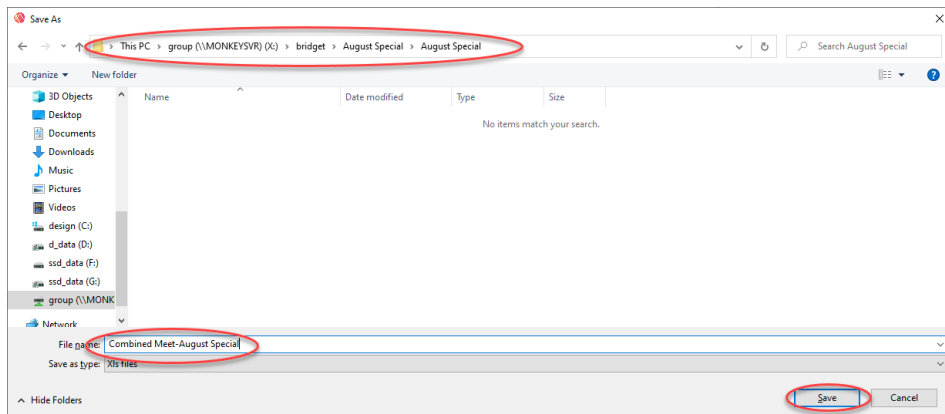 Save As
This PC > group (\\MONKEYSVR) (X:) > bridget > August Special > August Special
Search August Special
Organize
New folder
Name
Date modified
Type
Size
No items match your search.
3D Objects
Desktop
Documents
Downloads
Music
Pictures
Videos
design (C:)
d_data (D:)
ssd_data (F:)
ssd_data (G:)
group (\\MONK
Network
File name: Combined Meet-August Special
Save as type: Xls files
Hide Folders
Save
Cancel